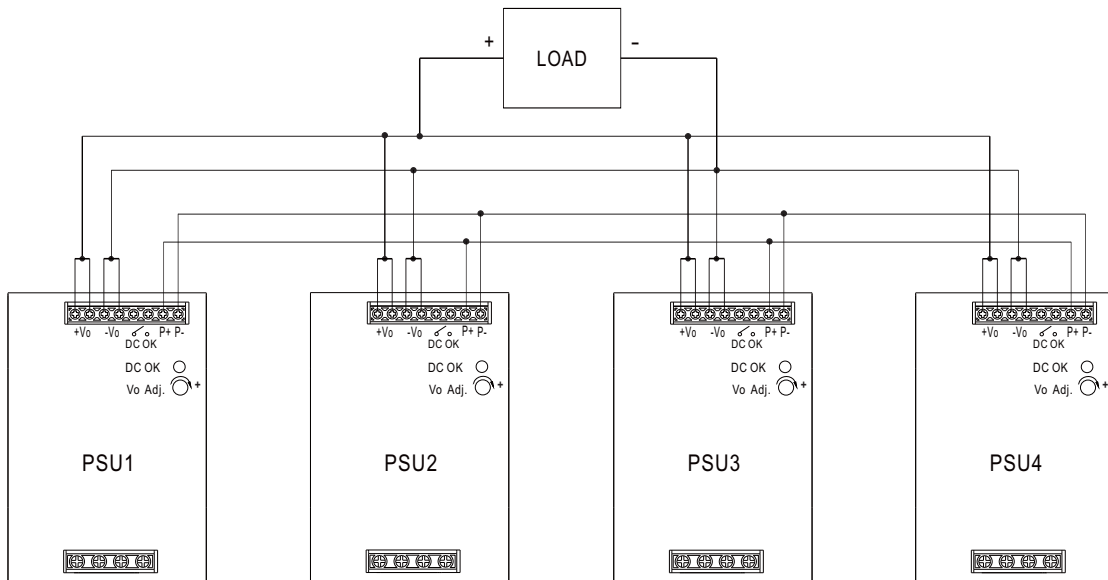 + LOAD -
+Vo -Vo P+ P-
DC OK
DC OK
Vo Adj. +
PSU1
+Vo -Vo P+ P-
DC OK
DC OK
Vo Adj. +
PSU2
+Vo -Vo P+ P-
DC OK
DC OK
Vo Adj. +
PSU3
+Vo -Vo P+ P-
DC OK
DC OK
Vo Adj. +
PSU4